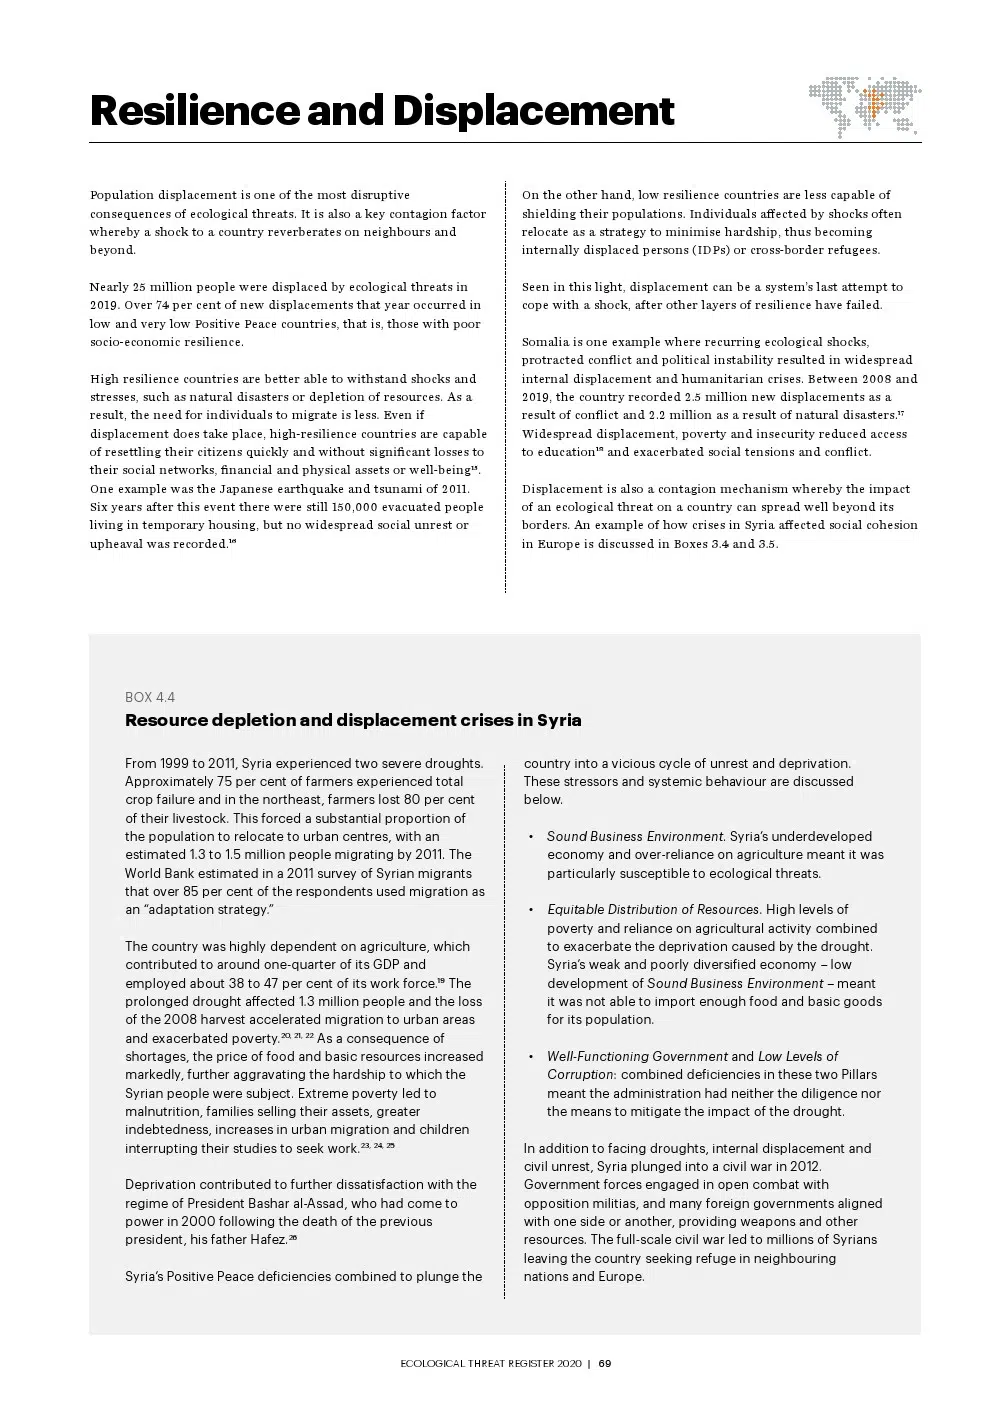 Resilience and Displacement
Population displacement is one of the most disruptive
consequences of ecological threats. It is also a key contagion factor
whereby a shock to a country reverberates on neighbours and
beyond.
Nearly 25 million people were displaced by ecological threats in
2019. Over 74 per cent of new displacements that year occurred in
low and very low Positive Peace countries, that is, those with poor
socio-economic resilience.
High resilience countries are better able to withstand shocks and
stresses, such as natural disasters or depletion of resources. As a
result, the need for individuals to migrate is less. Even if
displacement does take place, high-resilience countries are capable
of resettling their citizens quickly and without significant losses to
their social networks, financial and physical assets or well-being¹⁵.
One example was the Japanese earthquake and tsunami of 2011.
Six years after this event there were still 150,000 evacuated people
living in temporary housing, but no widespread social unrest or
upheaval was recorded.¹⁶
On the other hand, low resilience countries are less capable of
shielding their populations. Individuals affected by shocks often
relocate as a strategy to minimise hardship, thus becoming
internally displaced persons (IDPs) or cross-border refugees.
Seen in this light, displacement can be a system's last attempt to
cope with a shock, after other layers of resilience have failed.
Somalia is one example where recurring ecological shocks,
protracted conflict and political instability resulted in widespread
internal displacement and humanitarian crises. Between 2008 and
2019, the country recorded 2.5 million new displacements as a
result of conflict and 2.2 million as a result of natural disasters.¹⁷
Widespread displacement, poverty and insecurity reduced access
to education¹⁸ and exacerbated social tensions and conflict.
Displacement is also a contagion mechanism whereby the impact
of an ecological threat on a country can spread well beyond its
borders. An example of how crises in Syria affected social cohesion
in Europe is discussed in Boxes 3.4 and 3.5.
BOX 4.4
Resource depletion and displacement crises in Syria
From 1999 to 2011, Syria experienced two severe droughts.
Approximately 75 per cent of farmers experienced total
crop failure and in the northeast, farmers lost 80 per cent
of their livestock. This forced a substantial proportion of
the population to relocate to urban centres, with an
estimated 1.3 to 1.5 million people migrating by 2011. The
World Bank estimated in a 2011 survey of Syrian migrants
that over 85 per cent of the respondents used migration as
an “adaptation strategy.”
The country was highly dependent on agriculture, which
contributed to around one-quarter of its GDP and
employed about 38 to 47 per cent of its work force.¹⁹ The
prolonged drought affected 1.3 million people and the loss
of the 2008 harvest accelerated migration to urban areas
and exacerbated poverty.²⁰, ²¹, ²² As a consequence of
shortages, the price of food and basic resources increased
markedly, further aggravating the hardship to which the
Syrian people were subject. Extreme poverty led to
malnutrition, families selling their assets, greater
indebtedness, increases in urban migration and children
interrupting their studies to seek work.²³, ²⁴, ²⁵
Deprivation contributed to further dissatisfaction with the
regime of President Bashar al-Assad, who had come to
power in 2000 following the death of the previous
president, his father Hafez.²⁶
Syria's Positive Peace deficiencies combined to plunge the
country into a vicious cycle of unrest and deprivation.
These stressors and systemic behaviour are discussed
below.
• Sound Business Environment. Syria's underdeveloped
economy and over-reliance on agriculture meant it was
particularly susceptible to ecological threats.
• Equitable Distribution of Resources. High levels of
poverty and reliance on agricultural activity combined
to exacerbate the deprivation caused by the drought.
Syria's weak and poorly diversified economy – low
development of Sound Business Environment – meant
it was not able to import enough food and basic goods
for its population.
• Well-Functioning Government and Low Levels of
Corruption: combined deficiencies in these two Pillars
meant the administration had neither the diligence nor
the means to mitigate the impact of the drought.
In addition to facing droughts, internal displacement and
civil unrest, Syria plunged into a civil war in 2012.
Government forces engaged in open combat with
opposition militias, and many foreign governments aligned
with one side or another, providing weapons and other
resources. The full-scale civil war led to millions of Syrians
leaving the country seeking refuge in neighbouring
nations and Europe.
ECOLOGICAL THREAT REGISTER 2020 | 69